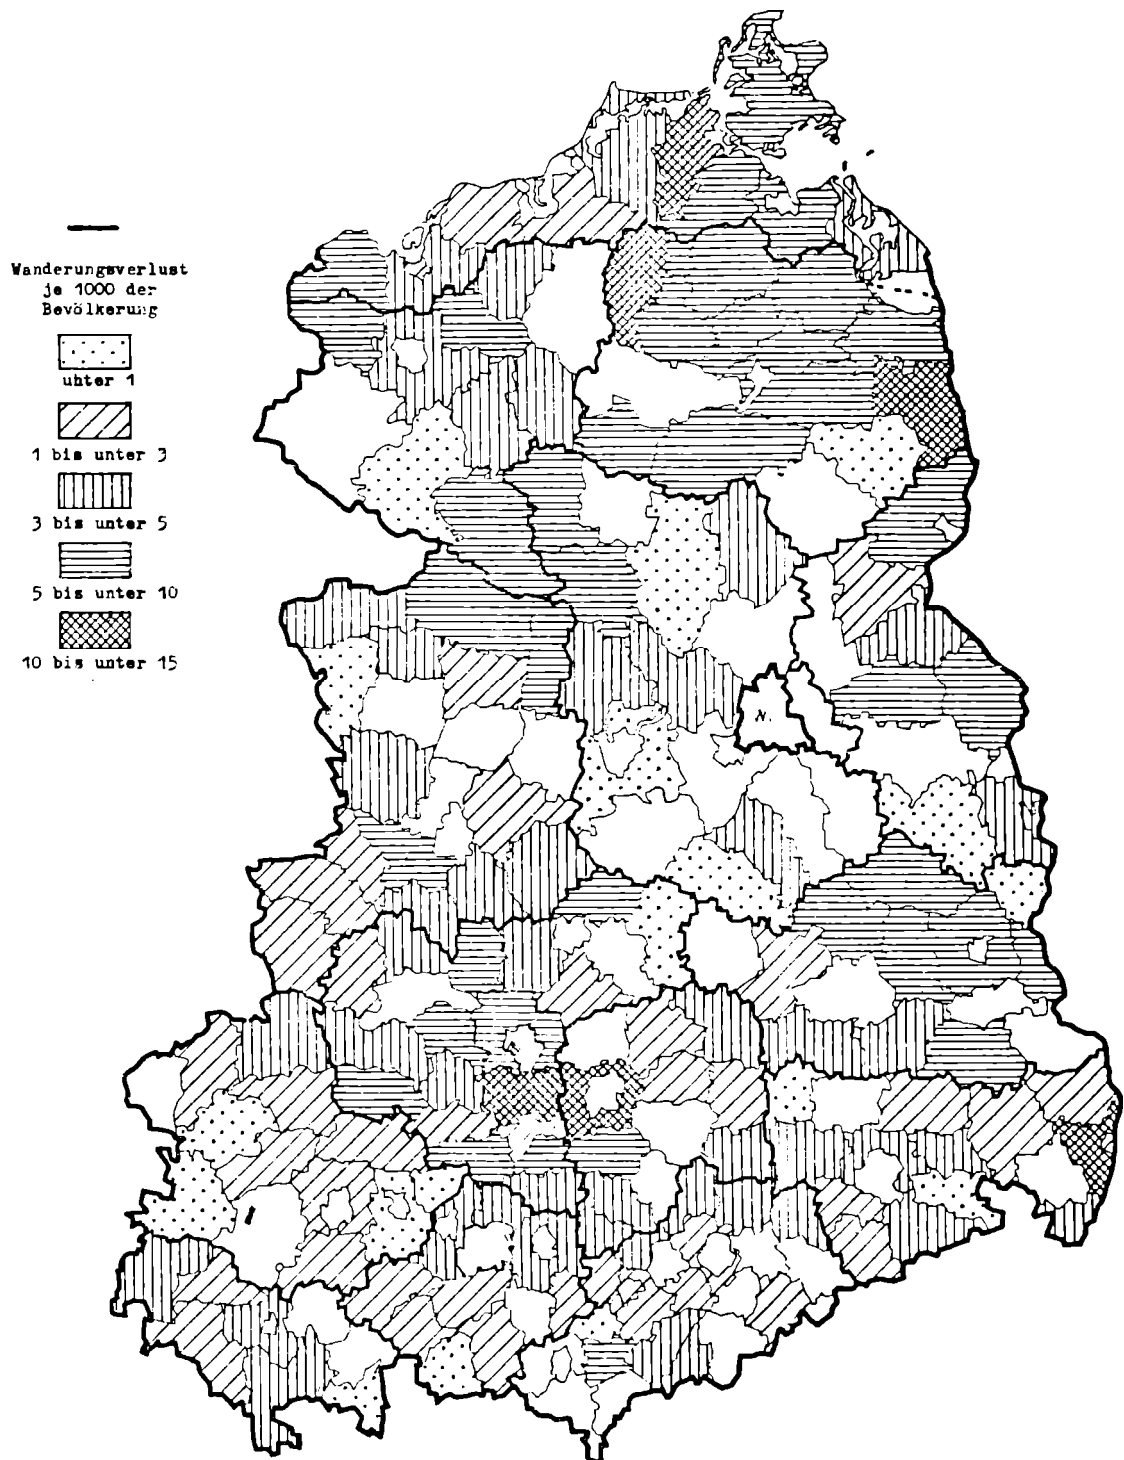 Wanderungsverlust
je 1000 der
Bevölkerung
uhter 1
1 bis unter 3
3 bis unter 5
5 bis unter 10
10 bis unter 15